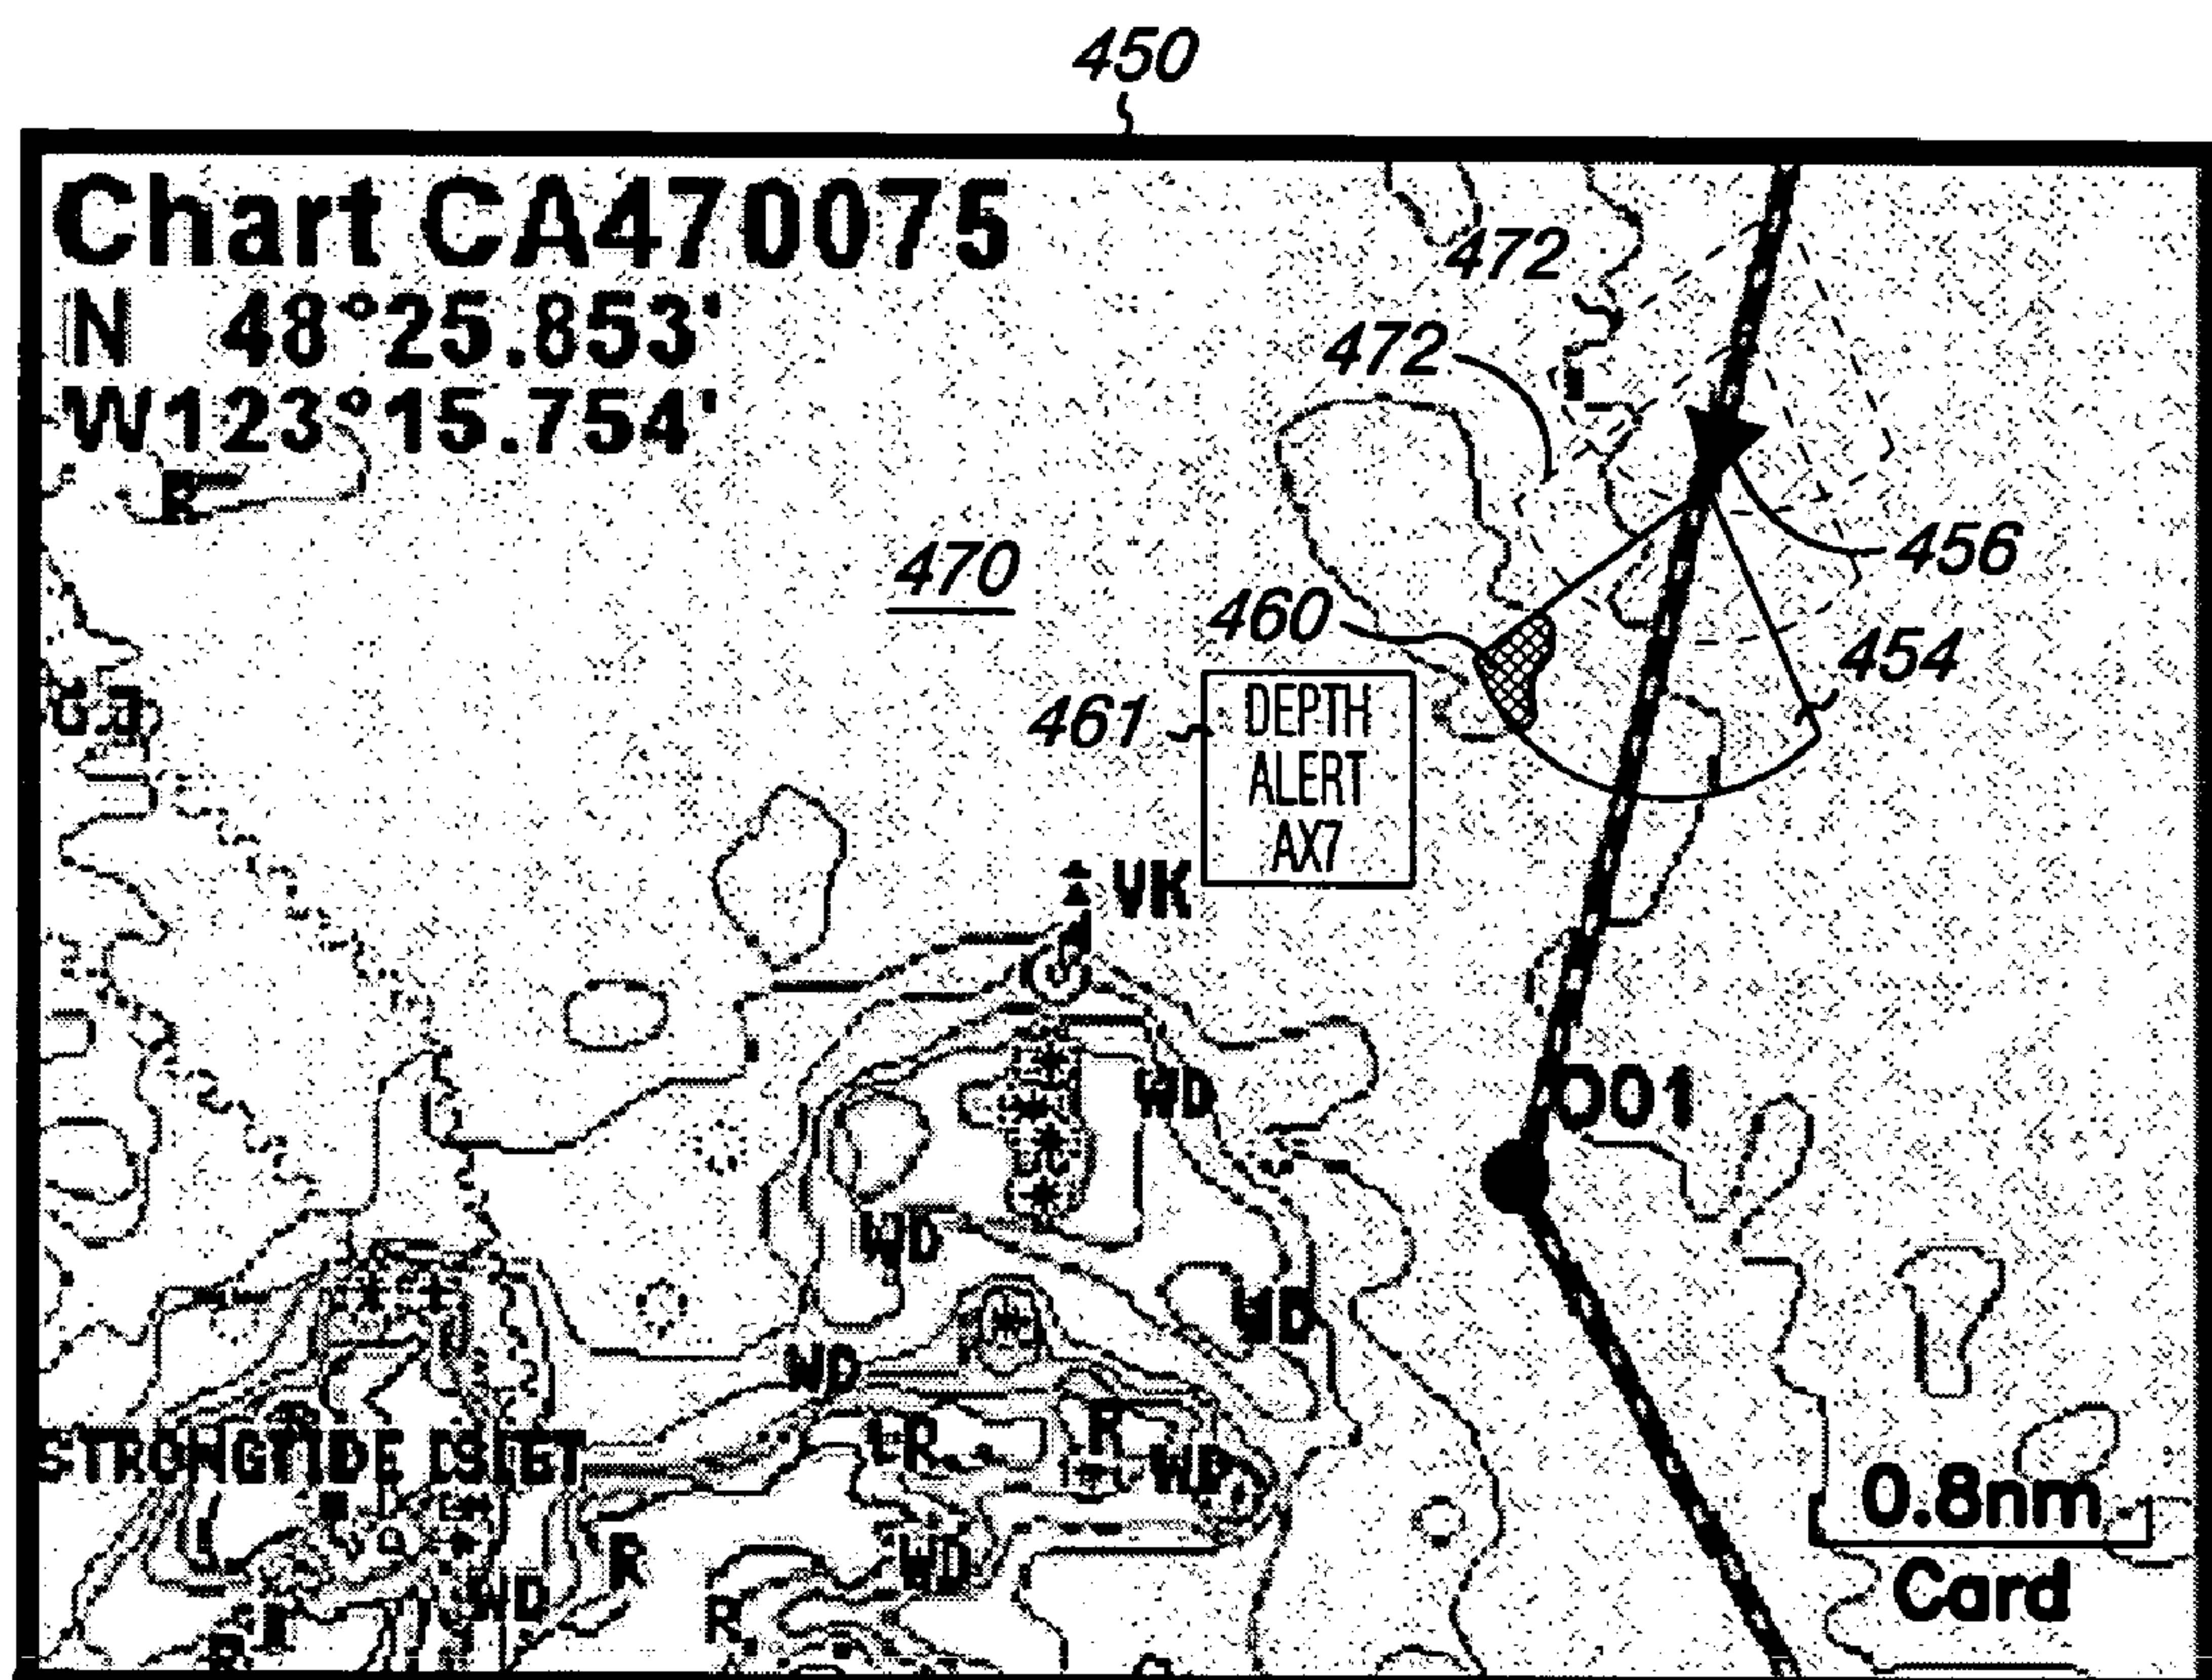 450
Chart CA470075
N 48°25.853'
W123°15.754'
472
472
R
470
456
460
454
461
DEPTH
ALERT
AX7
VK
001
WD
WD
WD
WD
STRONGTIDE ISLET
LR
R
WD
0.8nm
R
WD
WD
Card
R
R